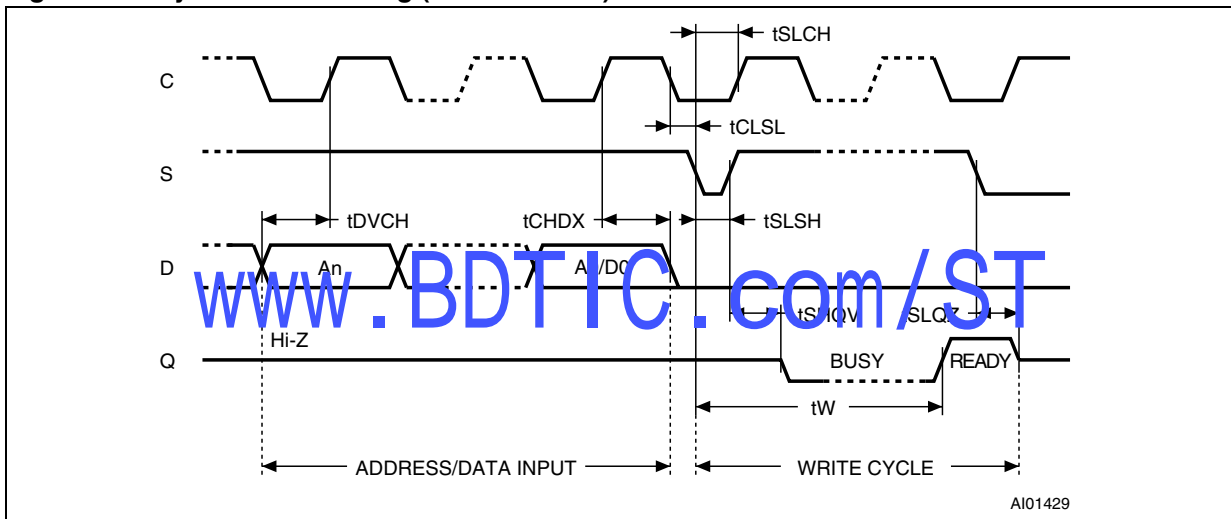 tSLCH
C
tCLSL
S
tDVCH
tCHDX
tSLSH
D
An
www.BDTIC.com/ST
Hi-Z
Q
BUSY
READY
tW
ADDRESS/DATA INPUT
WRITE CYCLE
AI01429